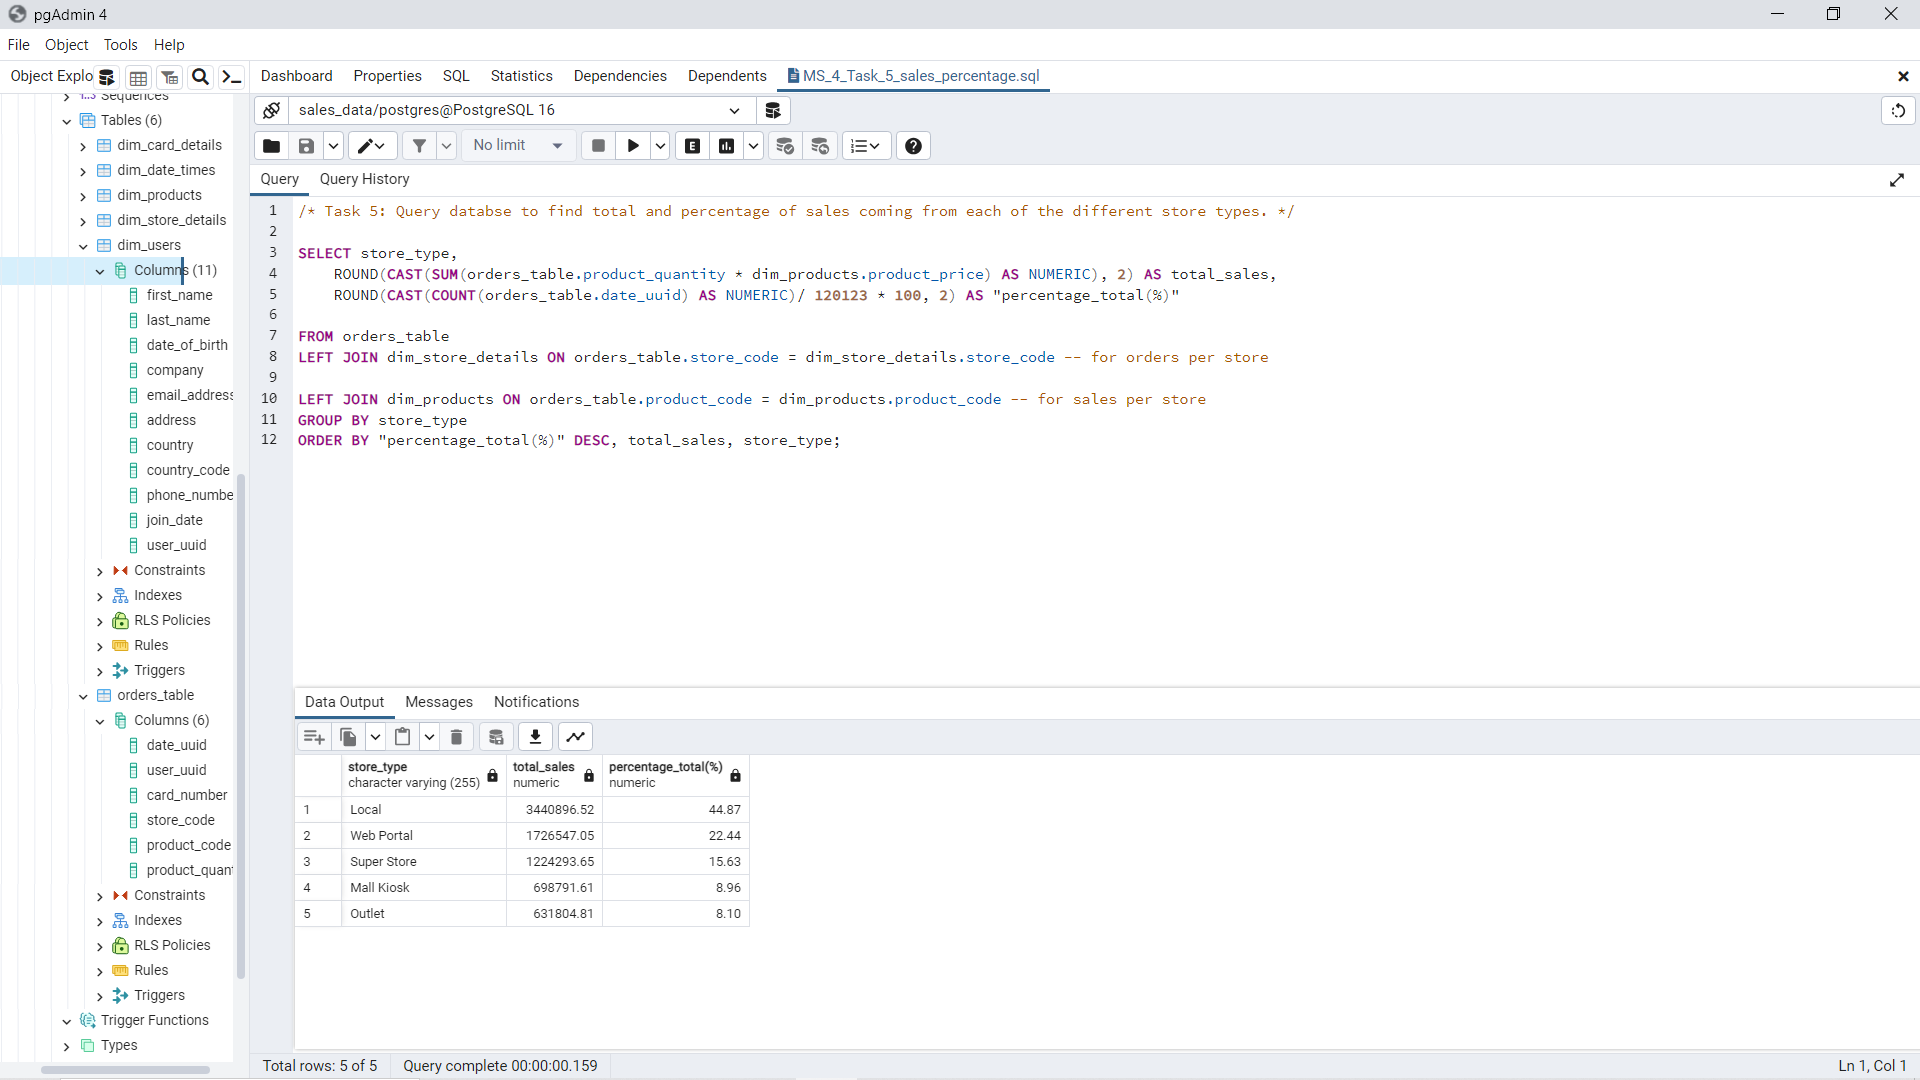 pgAdmin 4
File Object Tools Help
Object Explo
Dashboard Properties SQL Statistics Dependencies Dependents MS_4_Task_5_sales_percentage.sql
Sequences
Tables (6)
dim_card_details
dim_date_times
dim_products
dim_store_details
dim_users
Columns (11)
first_name
last_name
date_of_birth
company
email_address
address
country
country_code
phone_numbe
join_date
user_uuid
Constraints
Indexes
RLS Policies
Rules
Triggers
orders_table
Columns (6)
date_uuid
user_uuid
card_number
store_code
product_code
product_quant
Constraints
Indexes
RLS Policies
Rules
Triggers
Trigger Functions
Types
sales_data/postgres@PostgreSQL 16
No limit
E
Query Query History
1 /* Task 5: Query databse to find total and percentage of sales coming from each of the different store types. */
2
3 SELECT store_type,
4 ROUND(CAST(SUM(orders_table.product_quantity * dim_products.product_price) AS NUMERIC), 2) AS total_sales,
5 ROUND(CAST(COUNT(orders_table.date_uuid) AS NUMERIC)/ 120123 * 100, 2) AS "percentage_total(%)"
6
7 FROM orders_table
8 LEFT JOIN dim_store_details ON orders_table.store_code = dim_store_details.store_code -- for orders per store
9
10 LEFT JOIN dim_products ON orders_table.product_code = dim_products.product_code -- for sales per store
11 GROUP BY store_type
12 ORDER BY "percentage_total(%)" DESC, total_sales, store_type;
Data Output Messages Notifications
store_type total_sales percentage_total(%)
character varying (255) numeric numeric
1 Local 3440896.52 44.87
2 Web Portal 1726547.05 22.44
3 Super Store 1224293.65 15.63
4 Mall Kiosk 698791.61 8.96
5 Outlet 631804.81 8.10
Total rows: 5 of 5 Query complete 00:00:00.159 Ln 1, Col 1